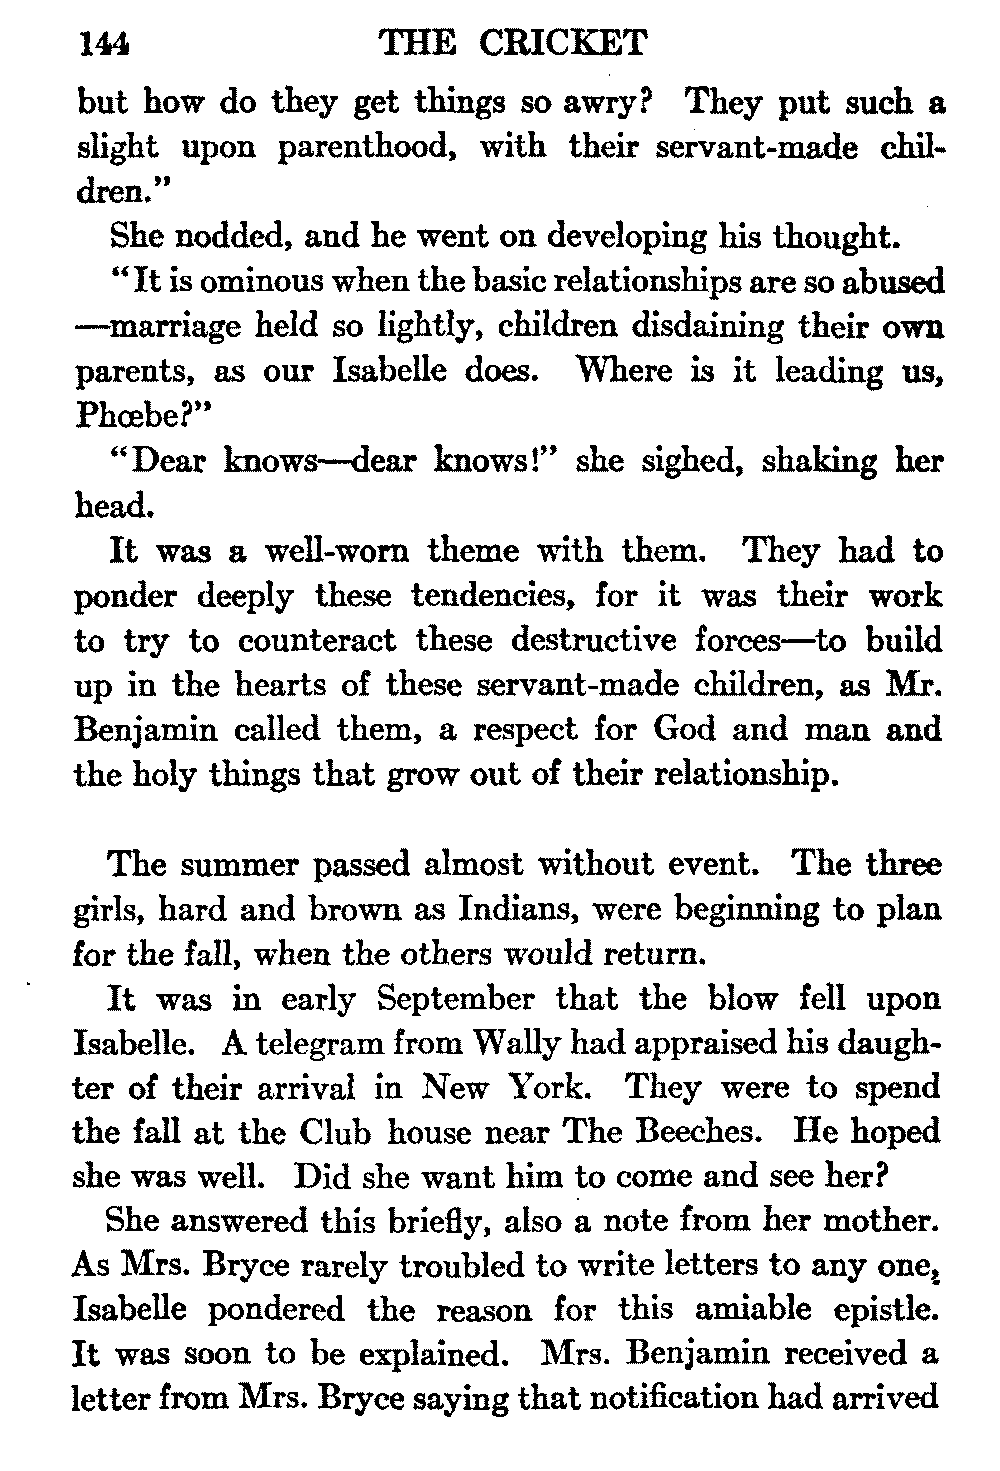 144 THE CRICKET
but how do they get things so awry? They put such a
slight upon parenthood, with their servant-made chil-
dren."
She nodded, and he went on developing his thought.
"It is ominous when the basic relationships are so abused
—marriage held so lightly, children disdaining their own
parents, as our Isabelle does. Where is it leading us,
Phœbe?"
"Dear knows—dear knows!" she sighed, shaking her
head.
It was a well-worn theme with them. They had to
ponder deeply these tendencies, for it was their work
to try to counteract these destructive forces—to build
up in the hearts of these servant-made children, as Mr.
Benjamin called them, a respect for God and man and
the holy things that grow out of their relationship.
The summer passed almost without event. The three
girls, hard and brown as Indians, were beginning to plan
for the fall, when the others would return.
It was in early September that the blow fell upon
Isabelle. A telegram from Wally had appraised his daugh-
ter of their arrival in New York. They were to spend
the fall at the Club house near The Beeches. He hoped
she was well. Did she want him to come and see her?
She answered this briefly, also a note from her mother.
As Mrs. Bryce rarely troubled to write letters to any one,
Isabelle pondered the reason for this amiable epistle.
It was soon to be explained. Mrs. Benjamin received a
letter from Mrs. Bryce saying that notification had arrived